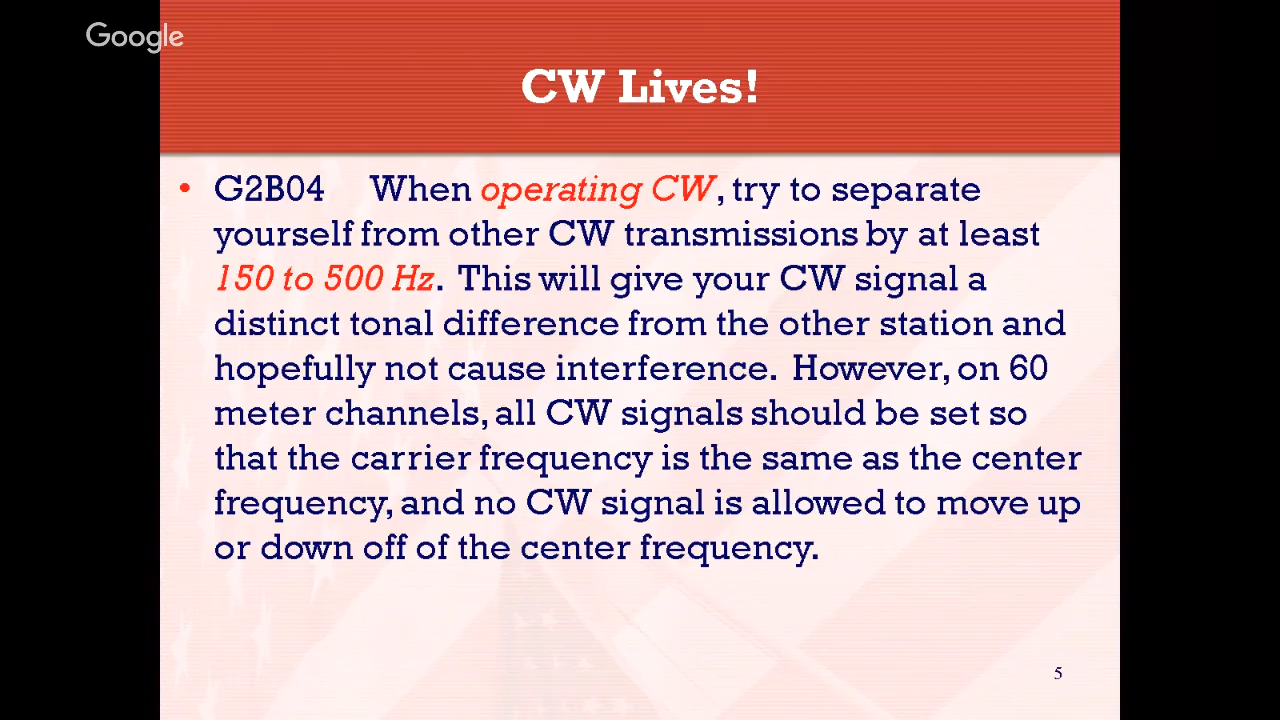 Google
CW Lives!
• G2B04 When operating CW, try to separate
yourself from other CW transmissions by at least
150 to 500 Hz. This will give your CW signal a
distinct tonal difference from the other station and
hopefully not cause interference. However, on 60
meter channels, all CW signals should be set so
that the carrier frequency is the same as the center
frequency, and no CW signal is allowed to move up
or down off of the center frequency.
5